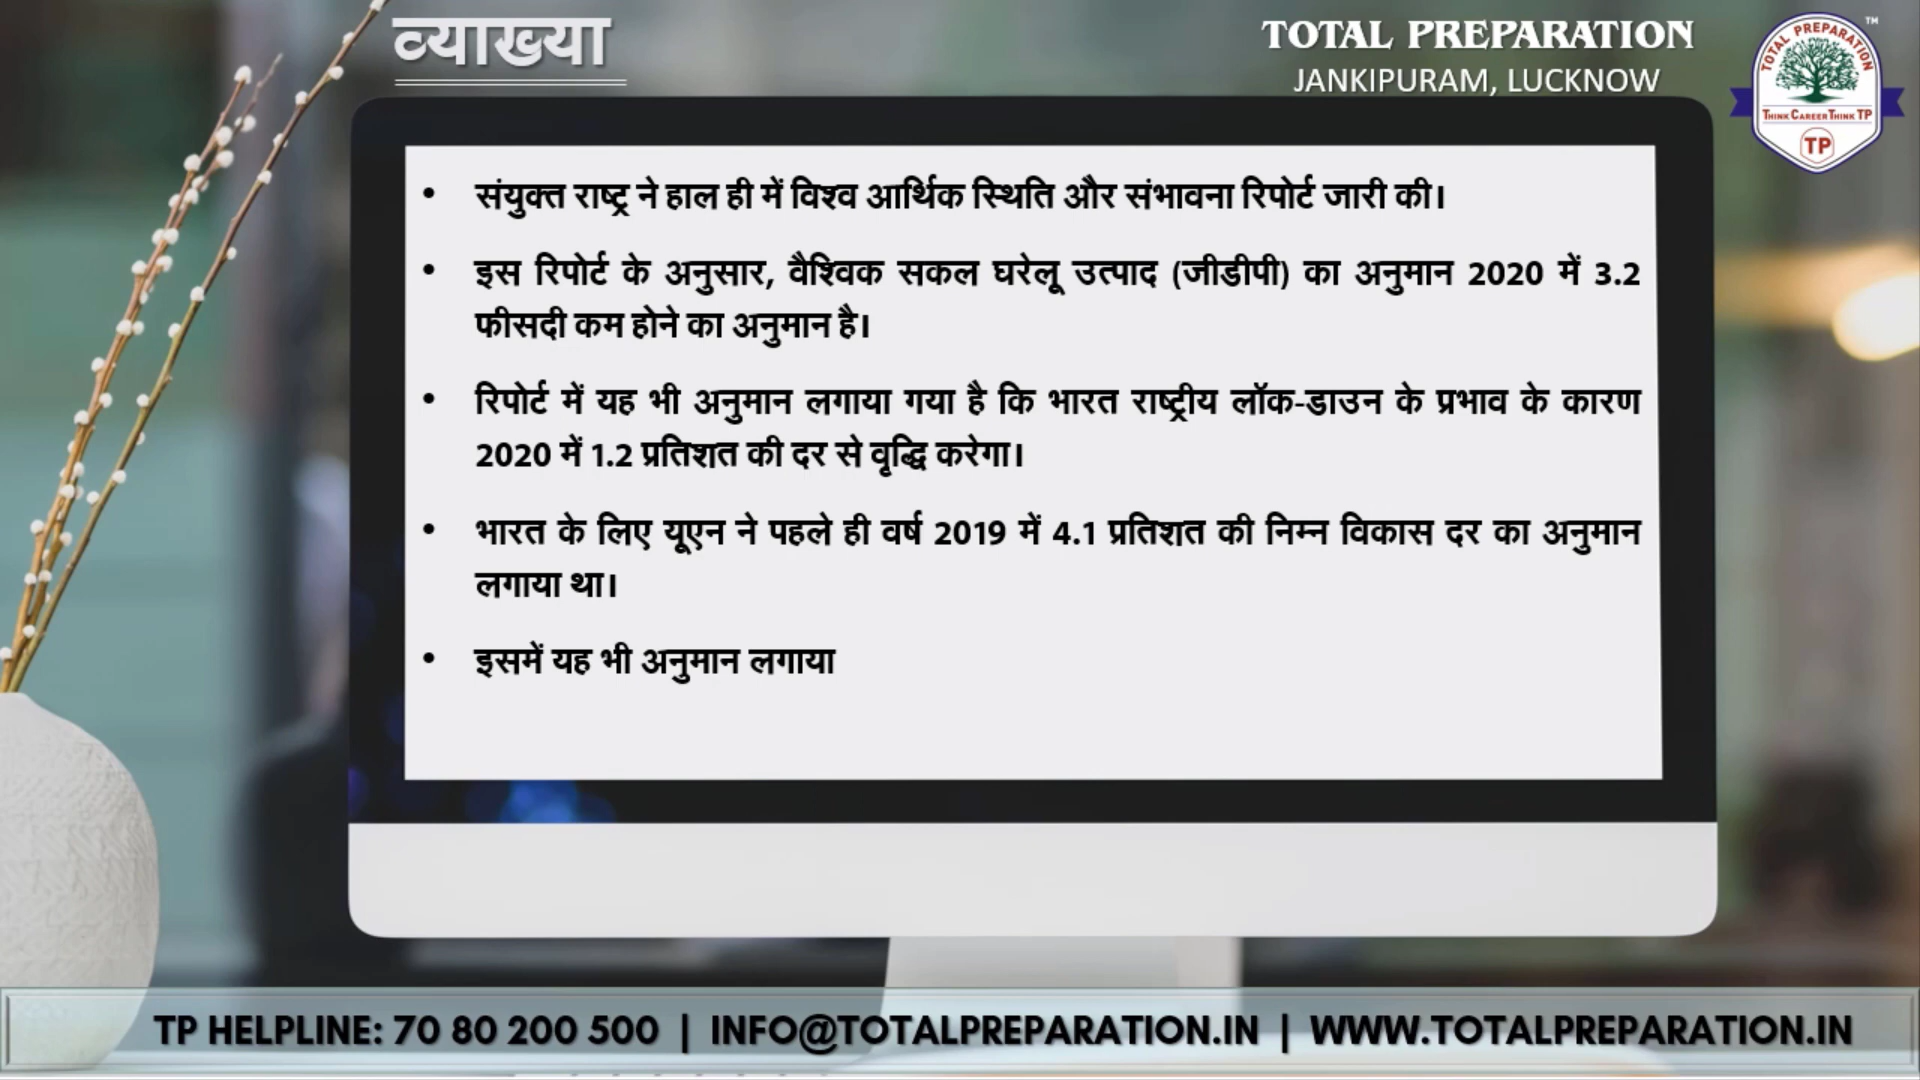 व्याख्या
TOTAL PREPARATION
JANKIPURAM, LUCKNOW
TOTAL PREPARATION
TM
THINK CAREER THINK TP
TP
• संयुक्त राष्ट्र ने हाल ही में विश्व आर्थिक स्थिति और संभावना रिपोर्ट जारी की।
• इस रिपोर्ट के अनुसार, वैश्विक सकल घरेलू उत्पाद (जीडीपी) का अनुमान 2020 में 3.2
फीसदी कम होने का अनुमान है।
• रिपोर्ट में यह भी अनुमान लगाया गया है कि भारत राष्ट्रीय लॉक-डाउन के प्रभाव के कारण
2020 में 1.2 प्रतिशत की दर से वृद्धि करेगा।
• भारत के लिए यूएन ने पहले ही वर्ष 2019 में 4.1 प्रतिशत की निम्न विकास दर का अनुमान
लगाया था।
• इसमें यह भी अनुमान लगाया
TP HELPLINE: 70 80 200 500 | INFO@TOTALPREPARATION.IN | WWW.TOTALPREPARATION.IN